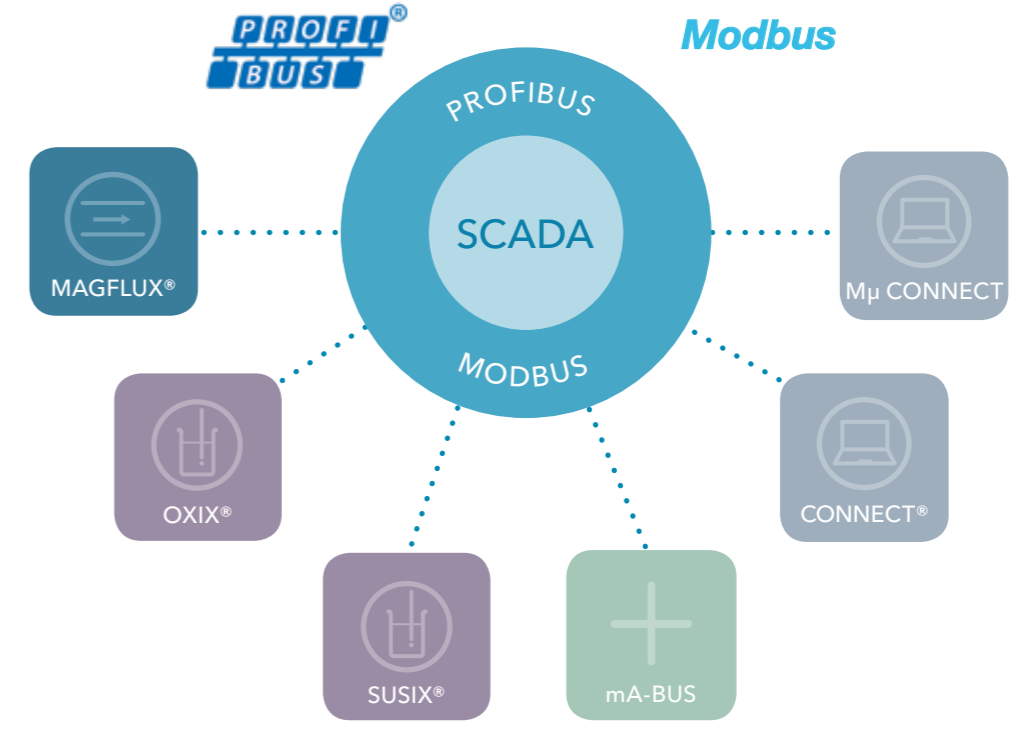 PROFI®
BUS
Modbus
PROFIBUS
SCADA
MODBUS
MAGFLUX®
Mµ CONNECT
OXIX®
CONNECT®
SUSIX®
mA-BUS